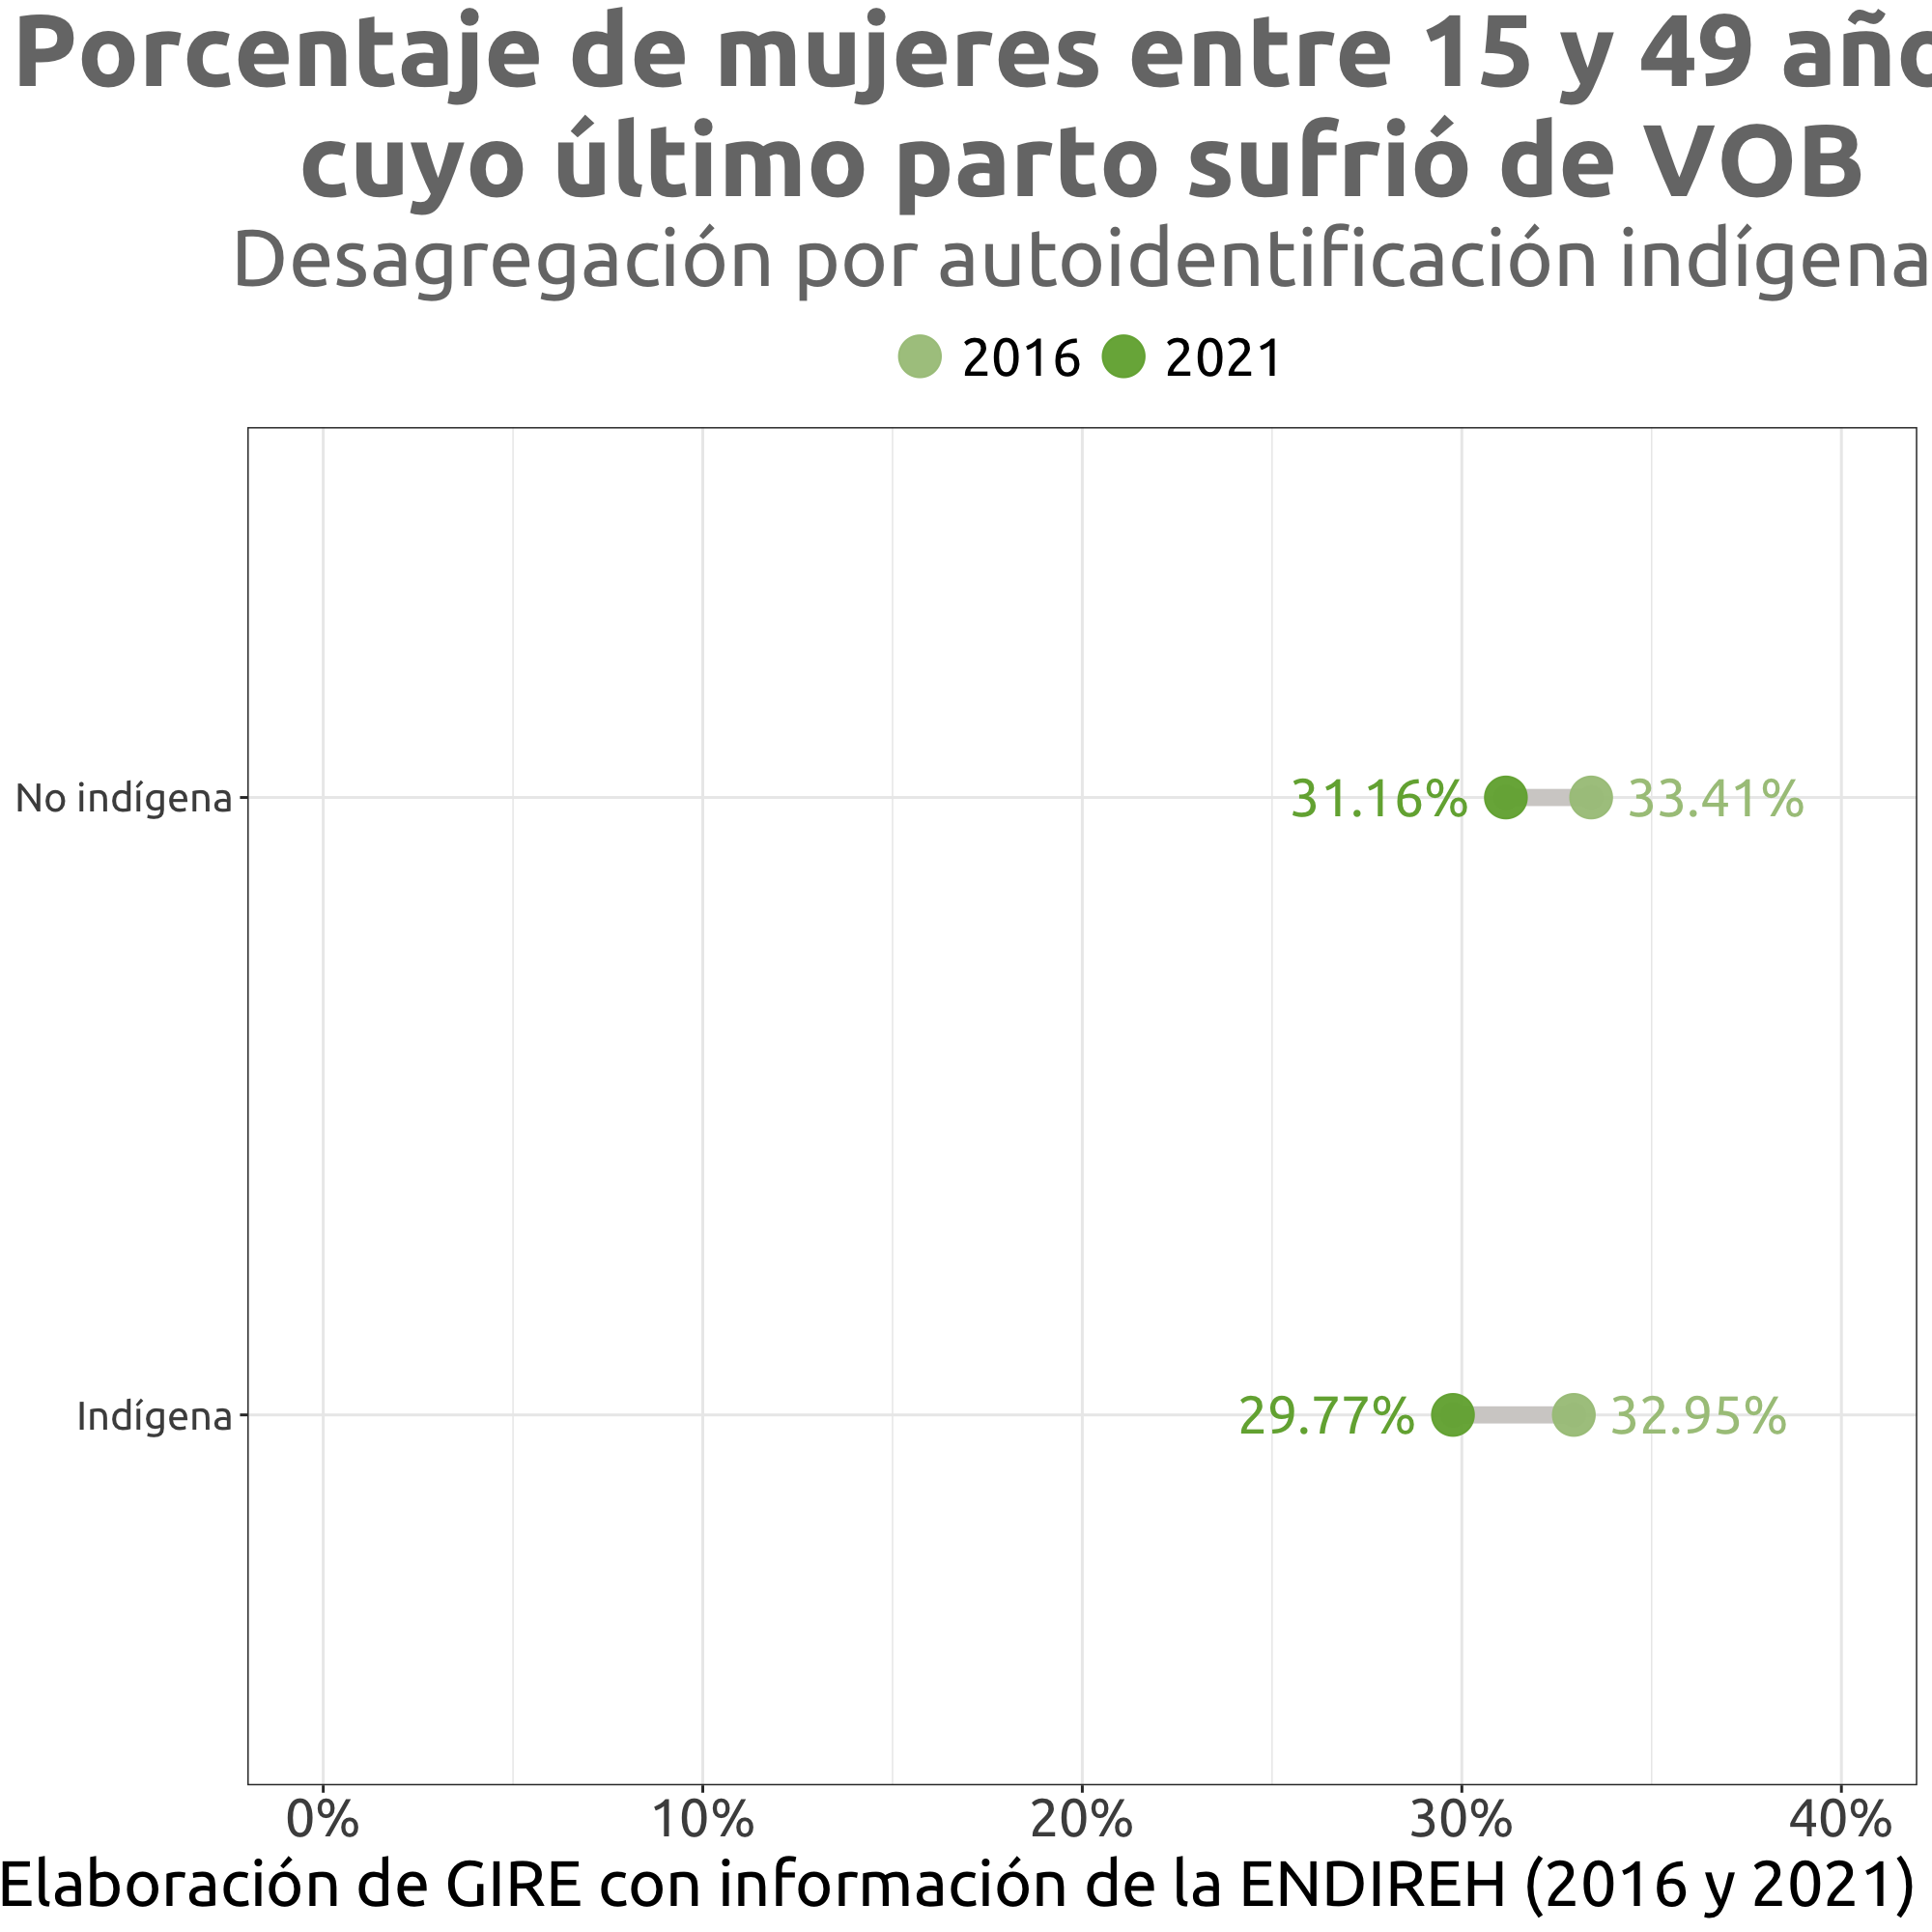 Porcentaje de mujeres entre 15 y 49 año
cuyo último parto sufrió de VOB
Desagregación por autoidentificación indígena
2016 2021
No indígena 31.16% 33.41%
Indígena 29.77% 32.95%
0% 10% 20% 30% 40%
Elaboración de GIRE con información de la ENDIREH (2016 y 2021)